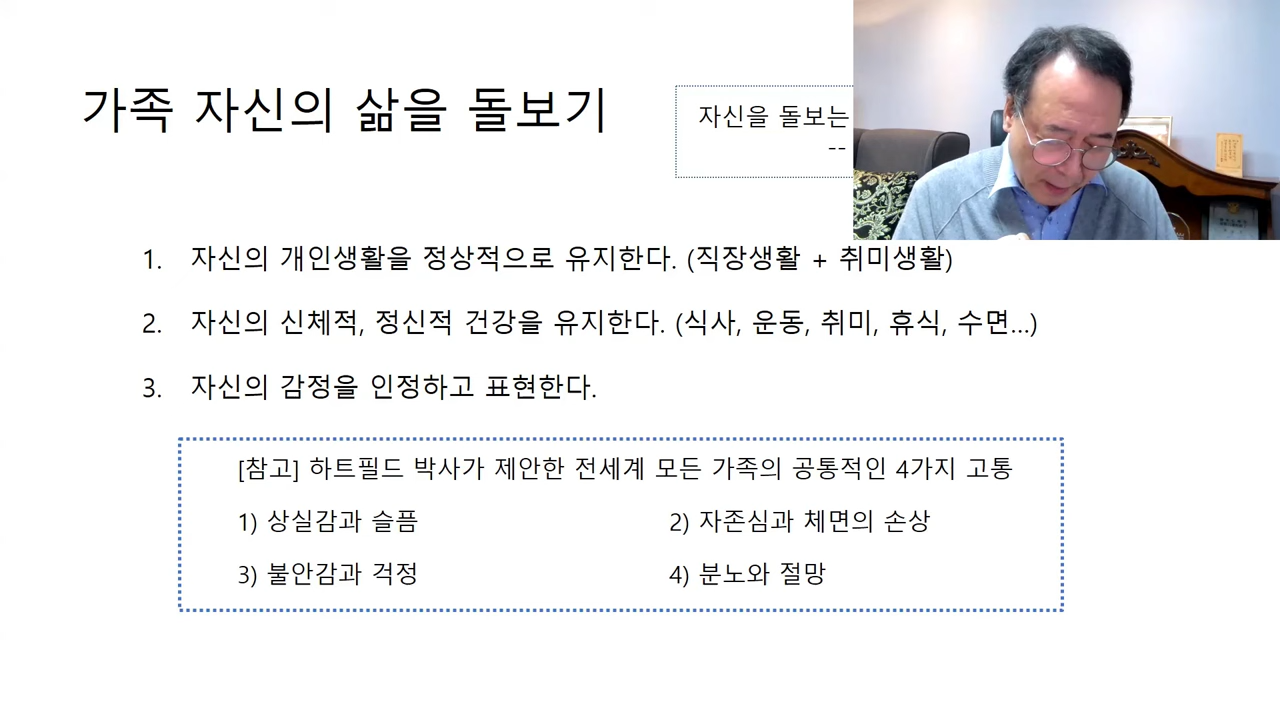 가족 자신의 삶을 돌보기
자신을 돌보는
--
1. 자신의 개인생활을 정상적으로 유지한다. (직장생활 + 취미생활)
2. 자신의 신체적, 정신적 건강을 유지한다. (식사, 운동, 취미, 휴식, 수면...)
3. 자신의 감정을 인정하고 표현한다.
[참고] 하트필드 박사가 제안한 전세계 모든 가족의 공통적인 4가지 고통
1) 상실감과 슬픔 2) 자존심과 체면의 손상
3) 불안감과 걱정 4) 분노와 절망